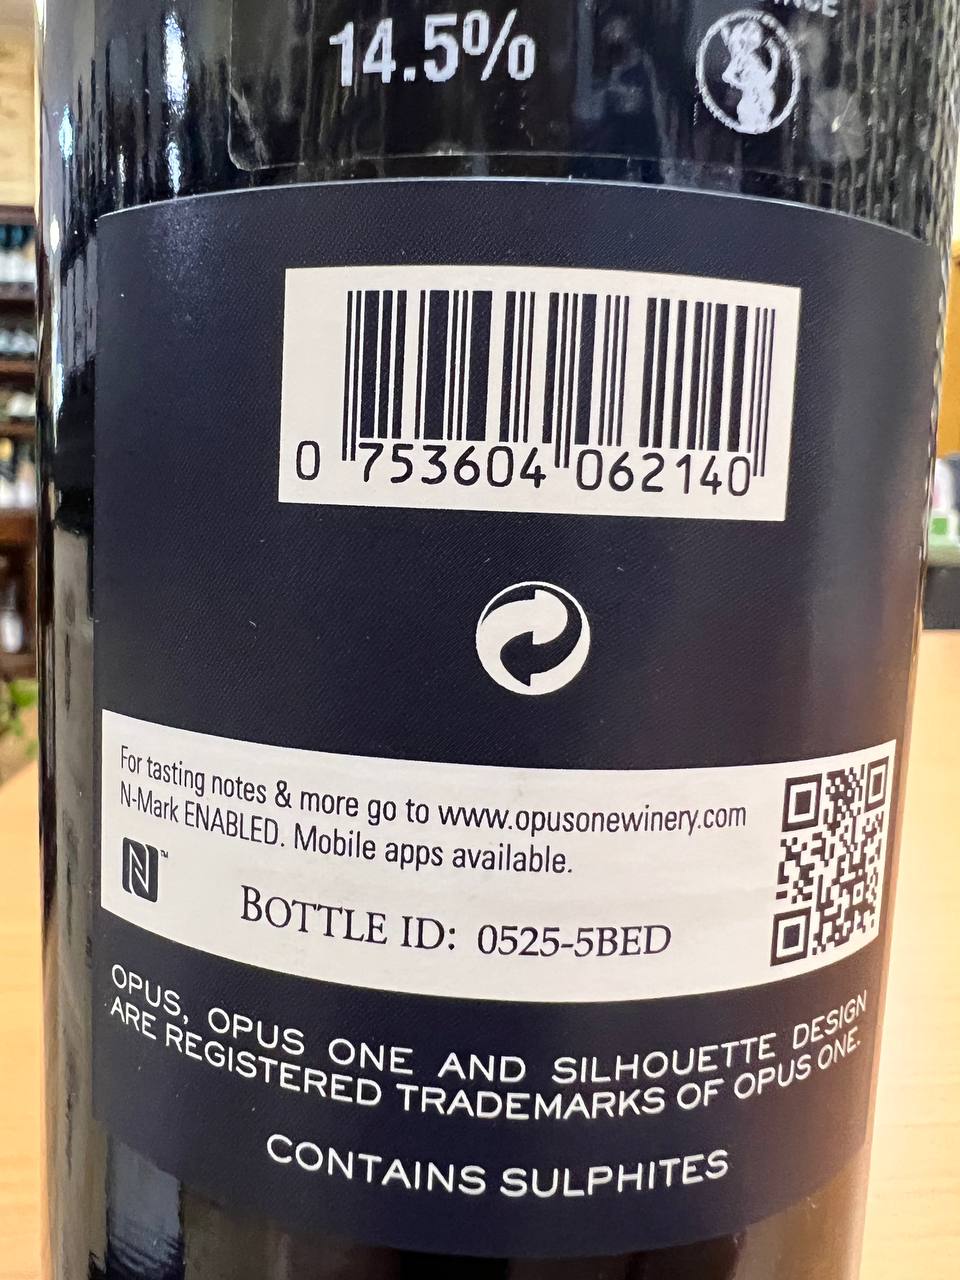 14.5%
0 753604 062140
For tasting notes & more go to www.opusonewinery.com
N-Mark ENABLED. Mobile apps available.
N™
BOTTLE ID: 0525-5BED
OPUS, OPUS ONE AND SILHOUETTE DESIGN
ARE REGISTERED TRADEMARKS OF OPUS ONE.
CONTAINS SULPHITES